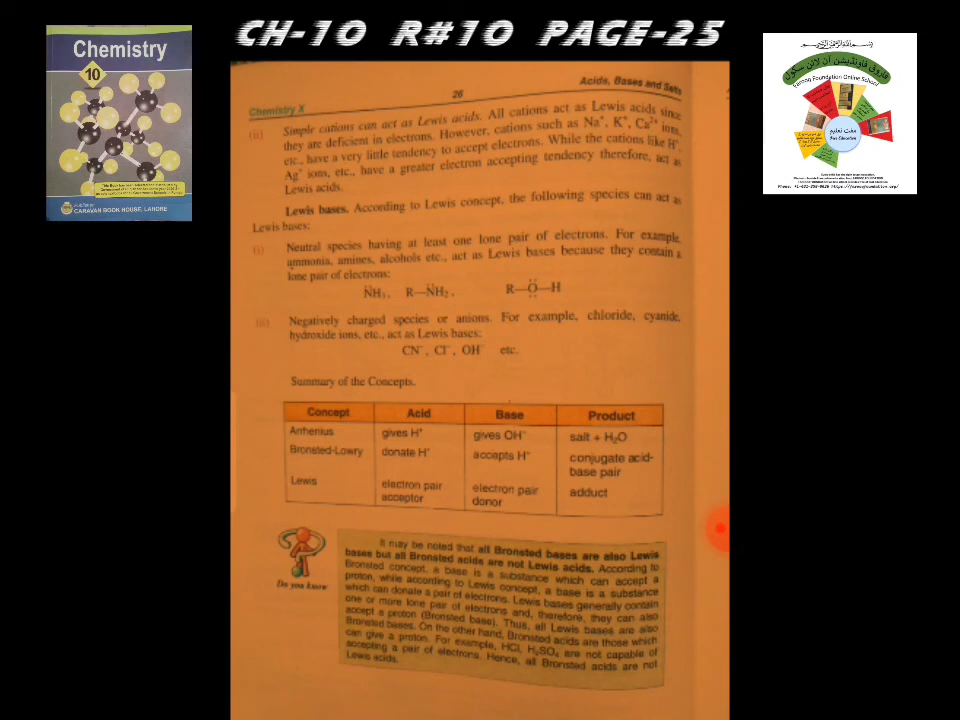 CH-10 R#10 PAGE-25
Chemistry
10
CARAVAN BOOK HOUSE, LAHORE
فاروق فاؤنڈیشن آن لائن سکول
Farooq Foundation Online School
مفت تعلیم
Free Education
Chemistry X
26
Acids, Bases and Salts
(ii) Simple cations can act as Lewis acids. All cations act as Lewis acids since
they are deficient in electrons. However, cations such as Na⁺, K⁺, Ca²⁺ ions,
etc., have a very little tendency to accept electrons. While the cations like H⁺,
Ag⁺ ions, etc., have a greater electron accepting tendency therefore, act as
Lewis acids.
Lewis bases. According to Lewis concept, the following species can act as
Lewis bases:
(i) Neutral species having at least one lone pair of electrons. For example,
ammonia, amines, alcohols etc., act as Lewis bases because they contain a
lone pair of electrons:
NH₃, R—NH₂, R—O—H
(ii) Negatively charged species or anions. For example, chloride, cyanide,
hydroxide ions, etc., act as Lewis bases:
CN⁻, Cl⁻, OH⁻ etc.
Summary of the Concepts.
Concept Acid Base Product
Arrhenius gives H⁺ gives OH⁻ salt + H₂O
Bronsted-Lowry donate H⁺ accepts H⁺ conjugate acid-
base pair
Lewis electron pair electron pair adduct
acceptor donor
Do you know
It may be noted that all Bronsted bases are also Lewis
bases but all Bronsted acids are not Lewis acids. According to
Bronsted concept, a base is a substance which can accept a
proton, while according to Lewis concept, a base is a substance
which can donate a pair of electrons. Lewis bases generally contain
one or more lone pair of electrons and, therefore, they can also
accept a proton (Bronsted base). Thus, all Lewis bases are also
Bronsted bases. On the other hand, Bronsted acids are those which
can give a proton. For example, HCl, H₂SO₄ are not capable of
accepting a pair of electrons. Hence, all Bronsted acids are not
Lewis acids.